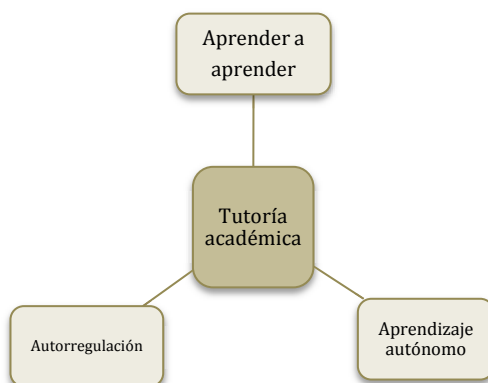 Aprender a
aprender
Tutoría
académica
Autorregulación
Aprendizaje
autónomo